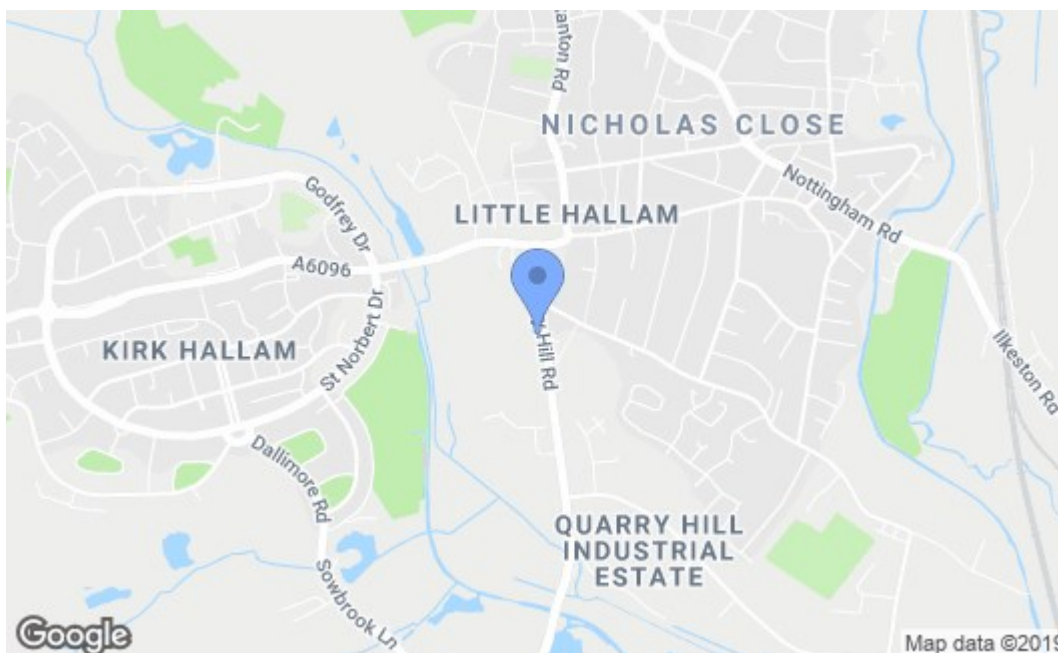 anton Rd
NICHOLAS CLOSE
Nottingham Rd
Godfrey Dr
LITTLE HALLAM
A6096
Hill Rd
KIRK HALLAM
St Norbert Dr
Ilkeston Rd
Dallimore Rd
QUARRY HILL
INDUSTRIAL
ESTATE
Sowbrook Ln
Google
Map data ©2019